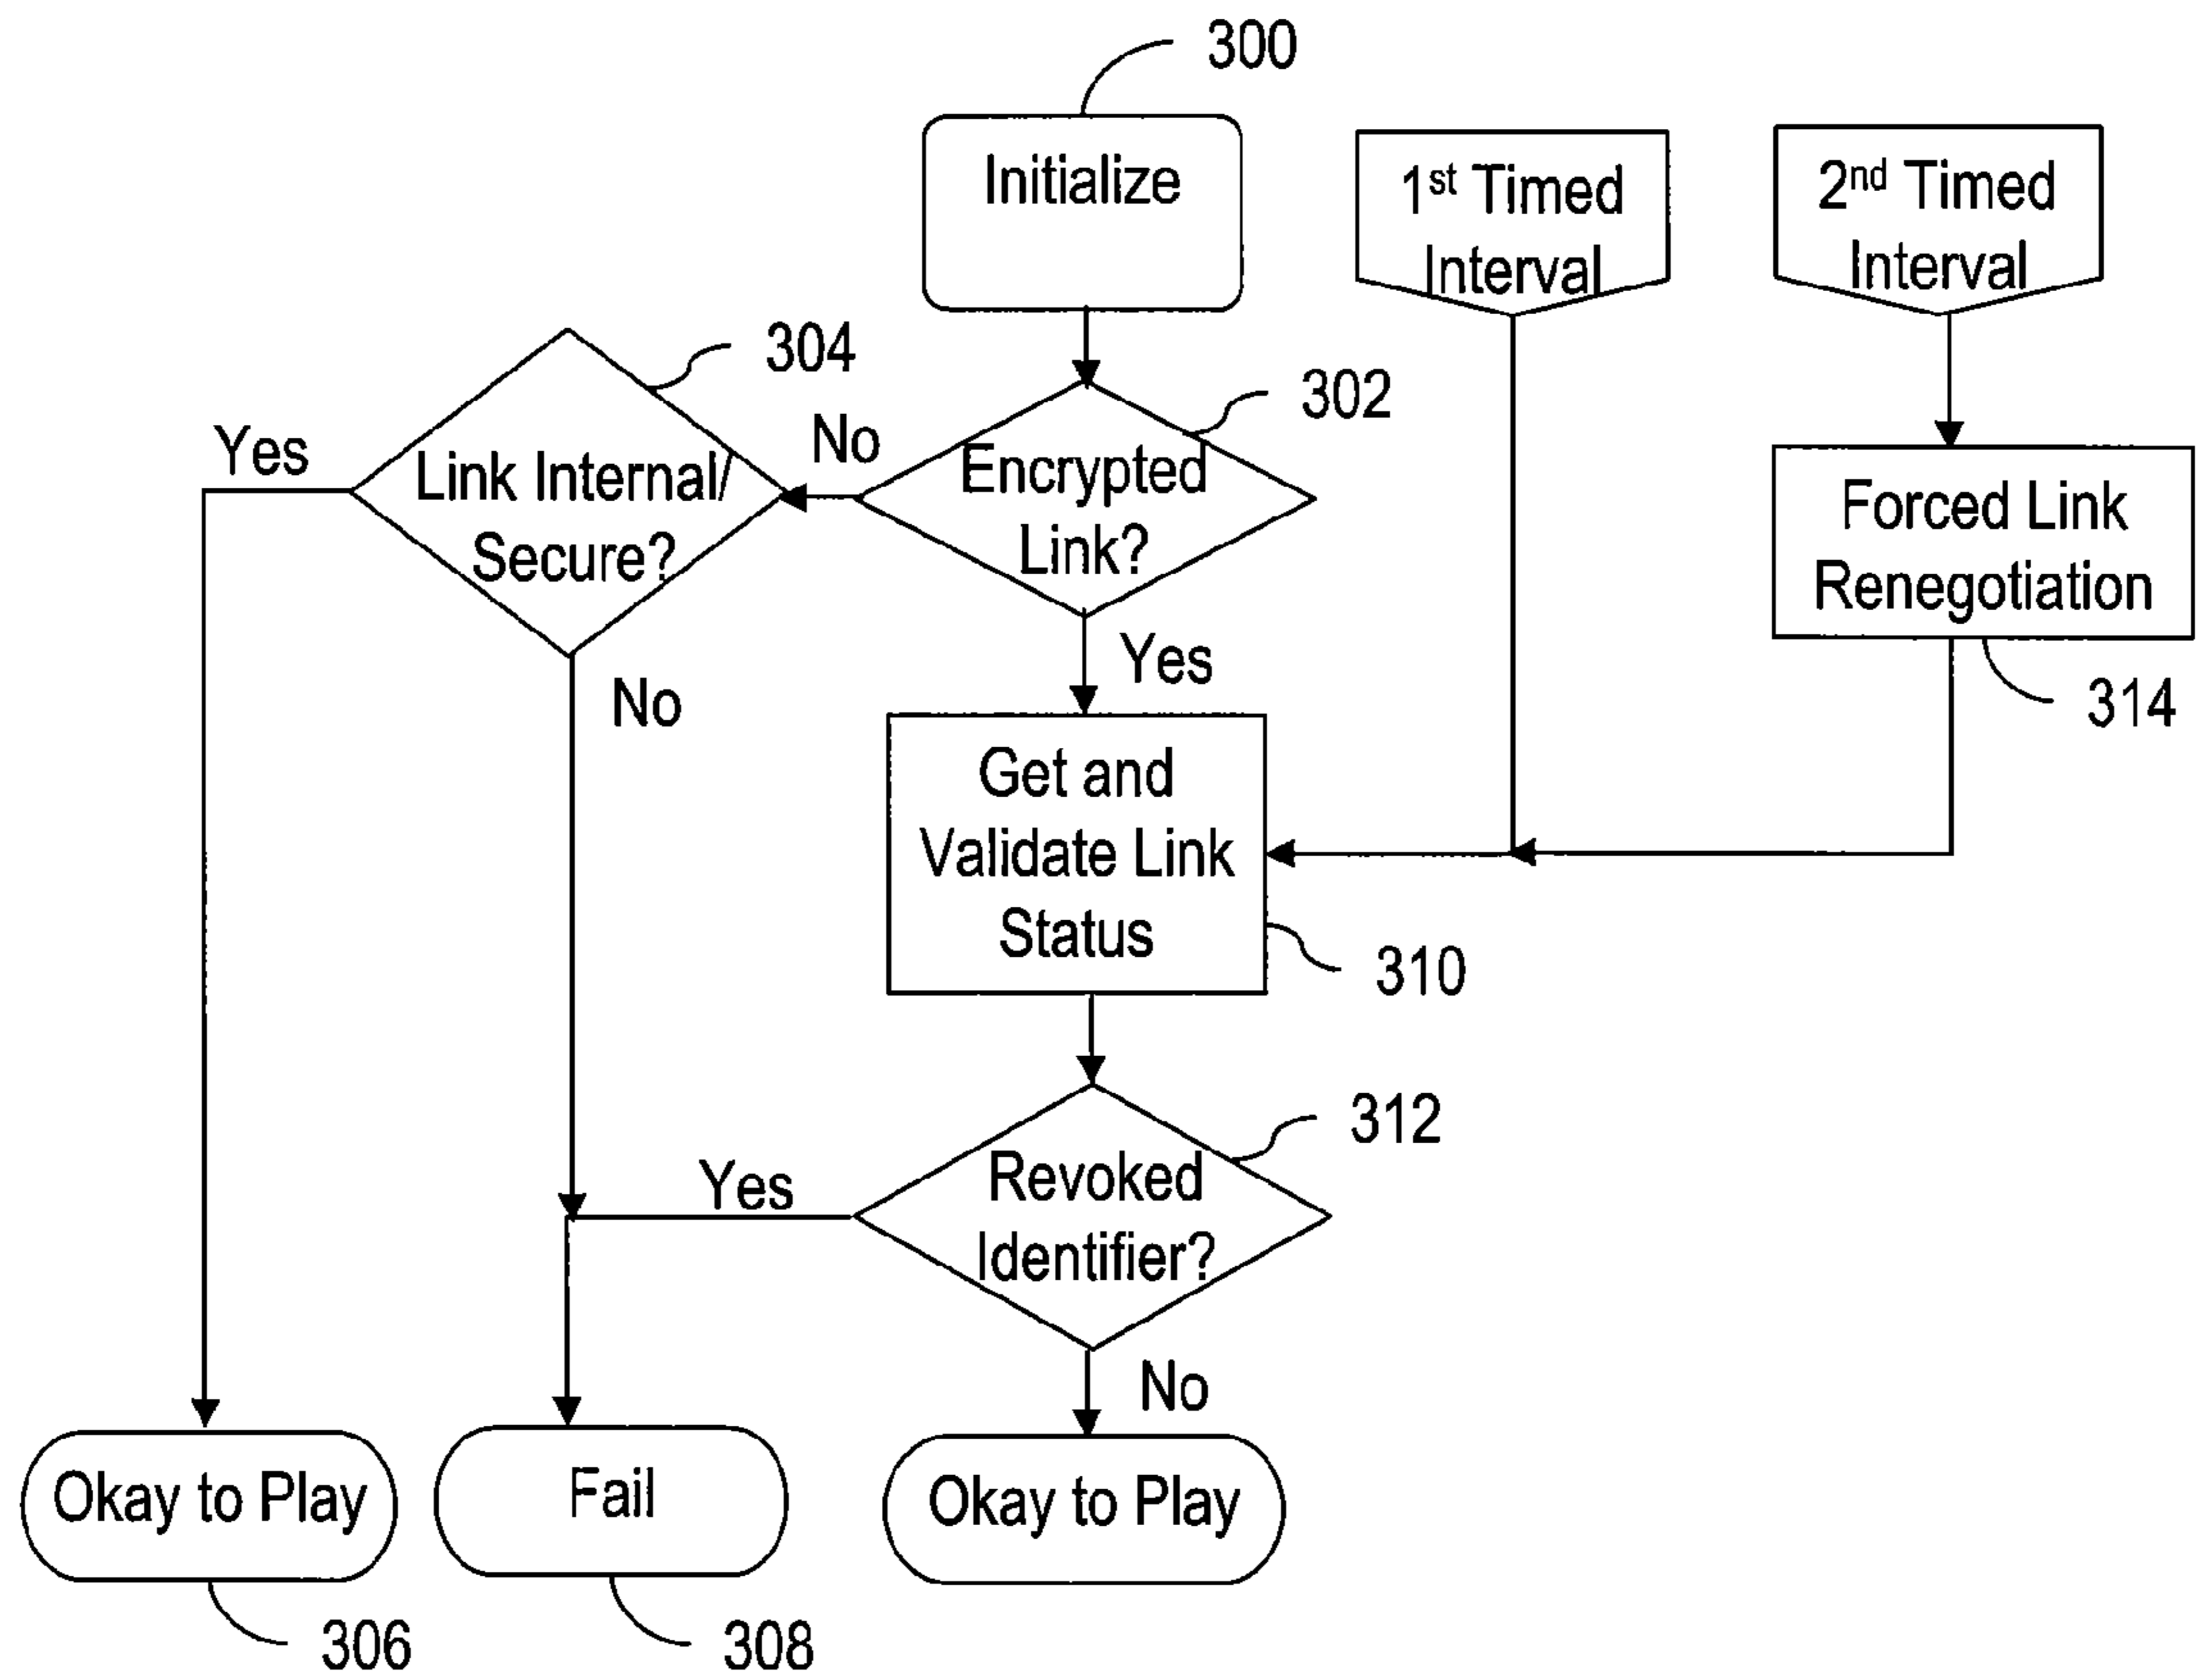 300
Initialize
1st Timed
Interval
2nd Timed
Interval
304
302
Yes
Link Internal/
Secure?
No
Encrypted
Link?
Forced Link
Renegotiation
314
No
Yes
Get and
Validate Link
Status
310
312
Yes
Revoked
Identifier?
No
Okay to Play
Fail
Okay to Play
306
308